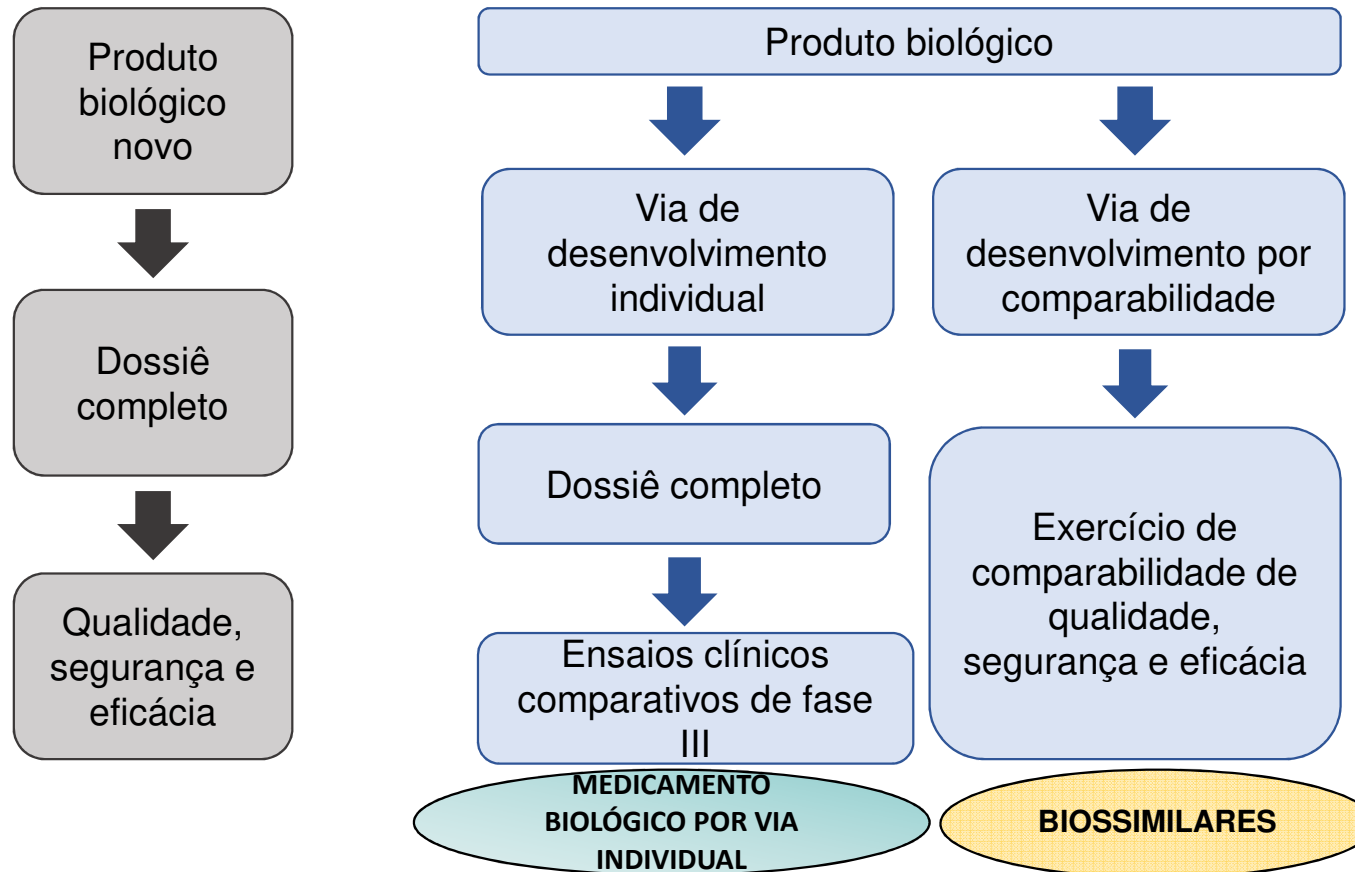 Produto
biológico
novo
Dossiê
completo
Qualidade,
segurança e
eficácia
Produto biológico
Via de
desenvolvimento
individual
Dossiê completo
Ensaios clínicos
comparativos de fase
III
MEDICAMENTO
BIOLÓGICO POR VIA
INDIVIDUAL
Via de
desenvolvimento por
comparabilidade
Exercício de
comparabilidade de
qualidade,
segurança e eficácia
BIOSSIMILARES